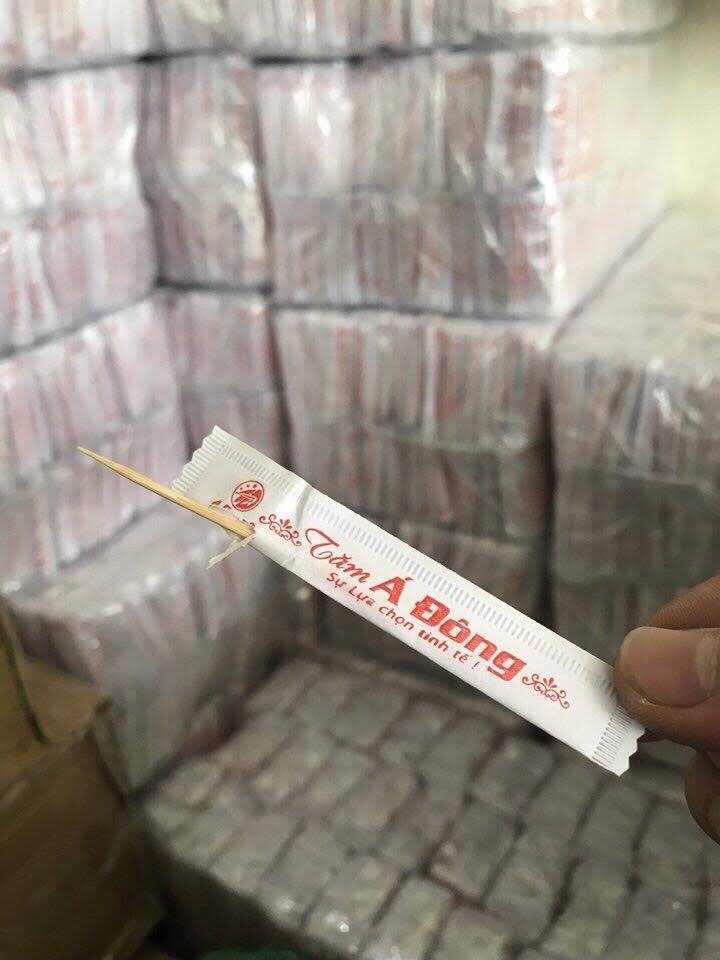 Tăm Á Đông
Sự Lựa chọn tinh tế !